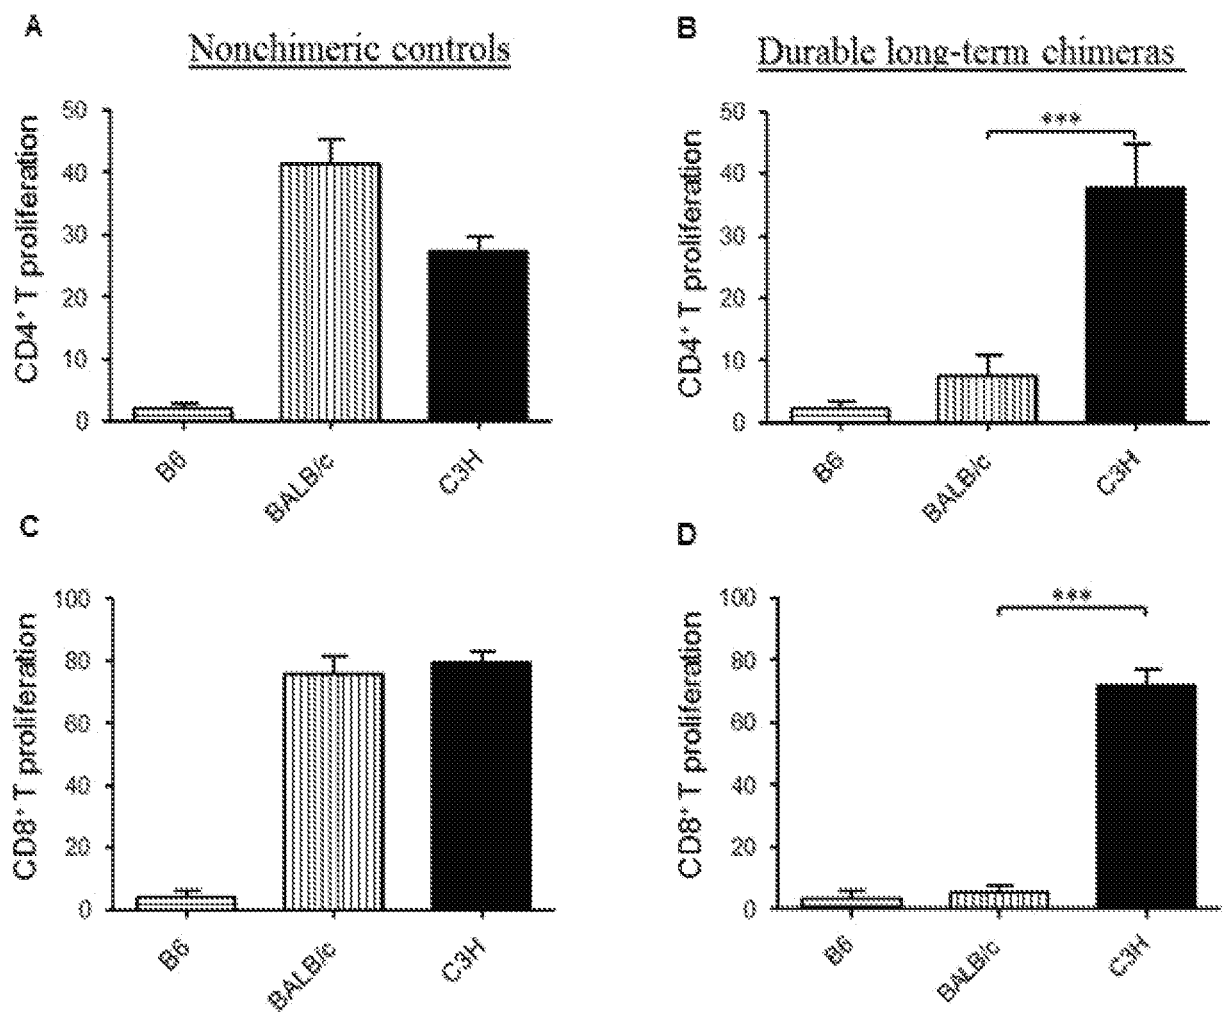 A
Nonchimeric controls
CD4⁺ T proliferation
50
40
30
20
10
0
B6
BALB/c
C3H
B
Durable long-term chimeras
CD4⁺ T proliferation
50
40
30
20
10
0
***
B6
BALB/c
C3H
C
CD8⁺ T proliferation
100
80
60
40
20
0
B6
BALB/c
C3H
D
CD8⁺ T proliferation
100
80
60
40
20
0
***
B6
BALB/c
C3H